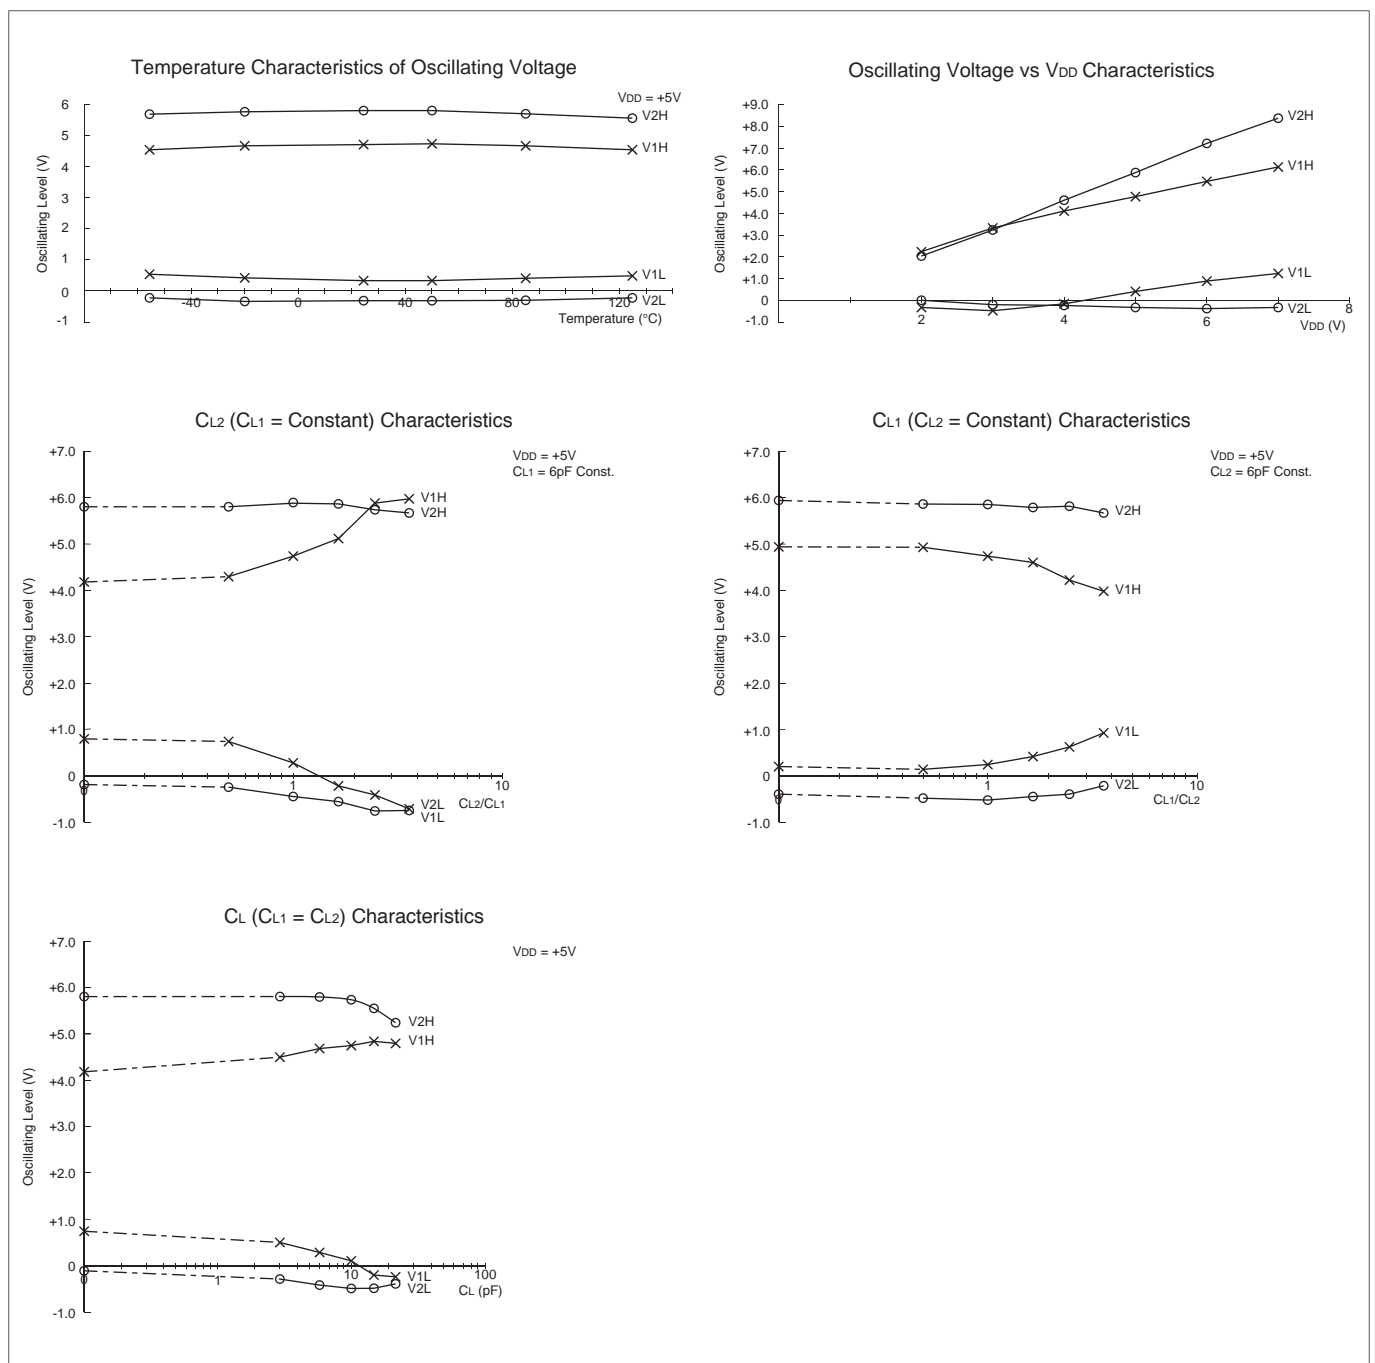 Temperature Characteristics of Oscillating Voltage
VDD = +5V
Oscillating Level (V)
6
5
4
3
2
1
0
-1
V2H
V1H
V1L
V2L
-40
0
40
80
120
Temperature (°C)
Oscillating Voltage vs VDD Characteristics
Oscillating Level (V)
+9.0
+8.0
+7.0
+6.0
+5.0
+4.0
+3.0
+2.0
+1.0
0
-1.0
V2H
V1H
V1L
V2L
2
4
6
8
VDD (V)
CL2 (CL1 = Constant) Characteristics
VDD = +5V
CL1 = 6pF Const.
Oscillating Level (V)
+7.0
+6.0
+5.0
+4.0
+3.0
+2.0
+1.0
0
-1.0
V1H
V2H
V2L
V1L
0
1
10
CL2/CL1
CL1 (CL2 = Constant) Characteristics
VDD = +5V
CL2 = 6pF Const.
Oscillating Level (V)
+7.0
+6.0
+5.0
+4.0
+3.0
+2.0
+1.0
0
-1.0
V2H
V1H
V1L
V2L
0
1
10
CL1/CL2
CL (CL1 = CL2) Characteristics
VDD = +5V
Oscillating Level (V)
+7.0
+6.0
+5.0
+4.0
+3.0
+2.0
+1.0
0
-1.0
V2H
V1H
V1L
V2L
0
1
10
100
CL (pF)